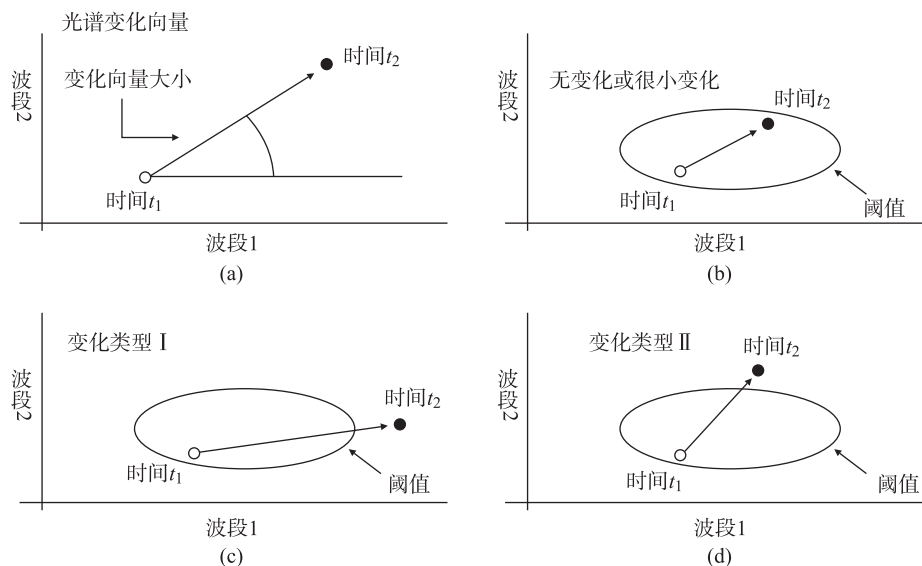 光谱变化向量
变化向量大小
时间t₂
时间t₁
波段2
波段1
(a)
无变化或很小变化
时间t₂
时间t₁
阈值
波段2
波段1
(b)
变化类型Ⅰ
时间t₂
时间t₁
阈值
波段2
波段1
(c)
变化类型Ⅱ
时间t₂
时间t₁
阈值
波段2
波段1
(d)